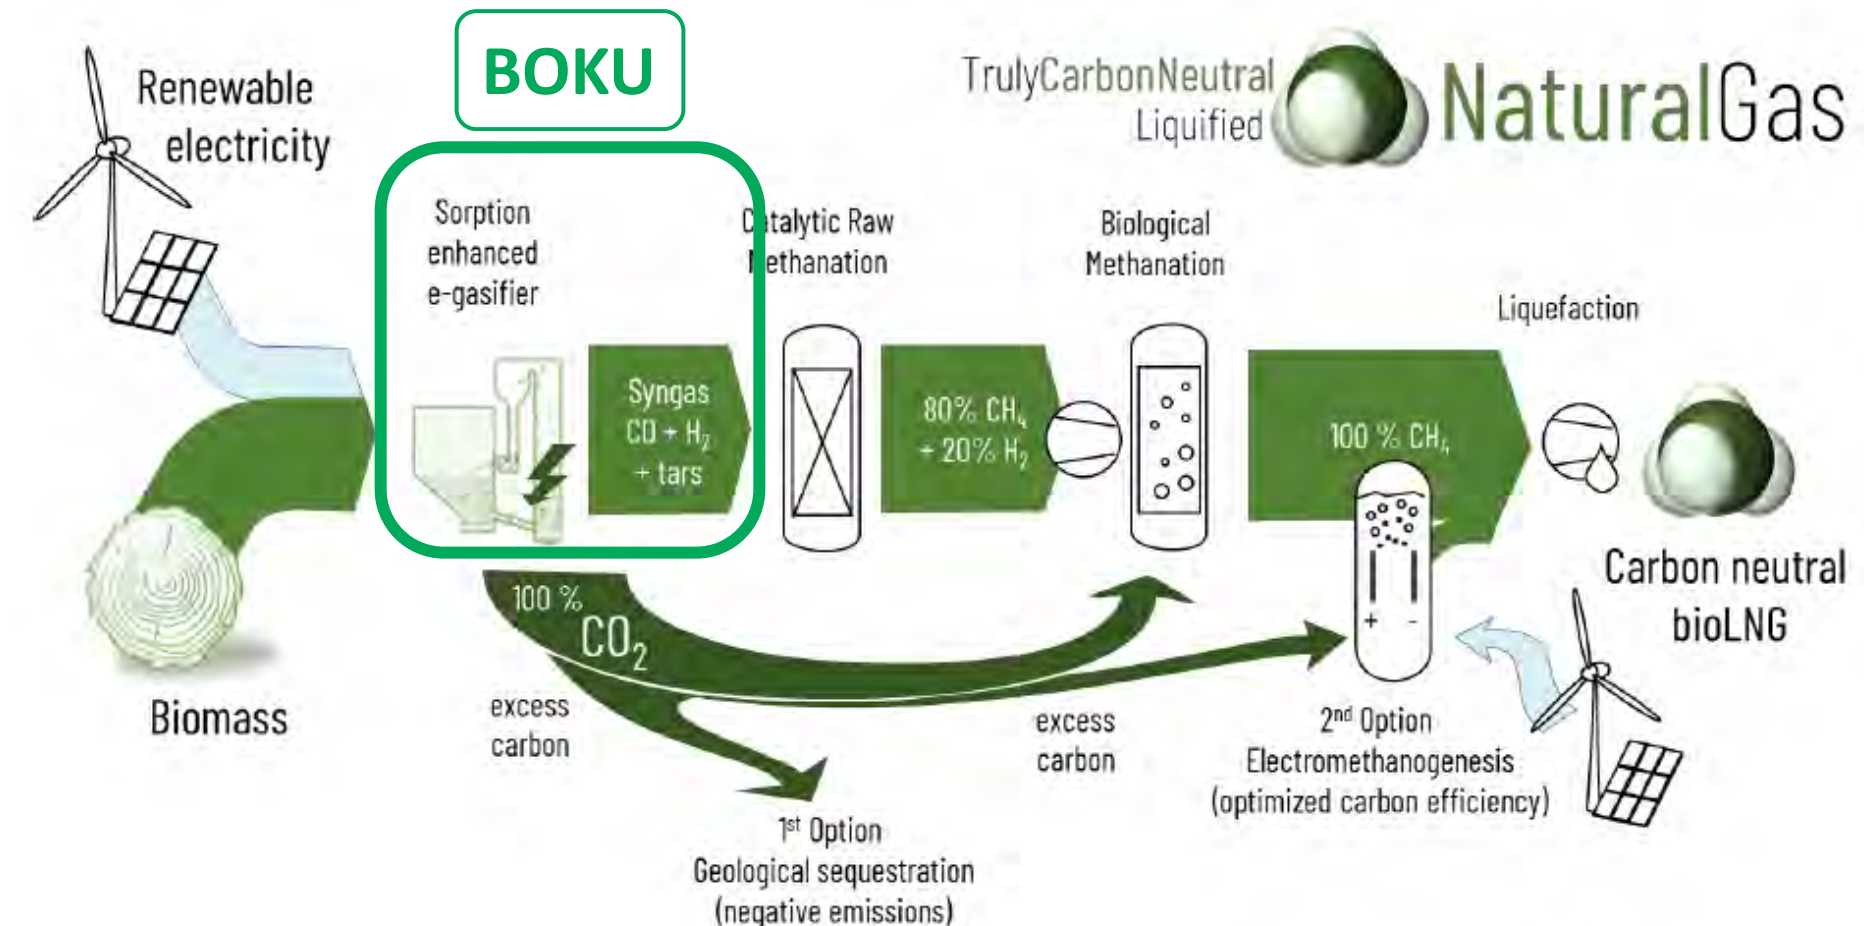 BOKU
TrulyCarbonNeutral
Liquified
NaturalGas
Renewable
electricity
Sorption
enhanced
e-gasifier
Catalytic Raw
Methanation
Biological
Methanation
Liquefaction
Syngas
CO + H₂
+ tars
80% CH₄
+ 20% H₂
100 % CH₄
+ -
100 %
CO₂
Biomass
excess
carbon
excess
carbon
1st Option
Geological sequestration
(negative emissions)
2nd Option
Electromethanogenesis
(optimized carbon efficiency)
Carbon neutral
bioLNG